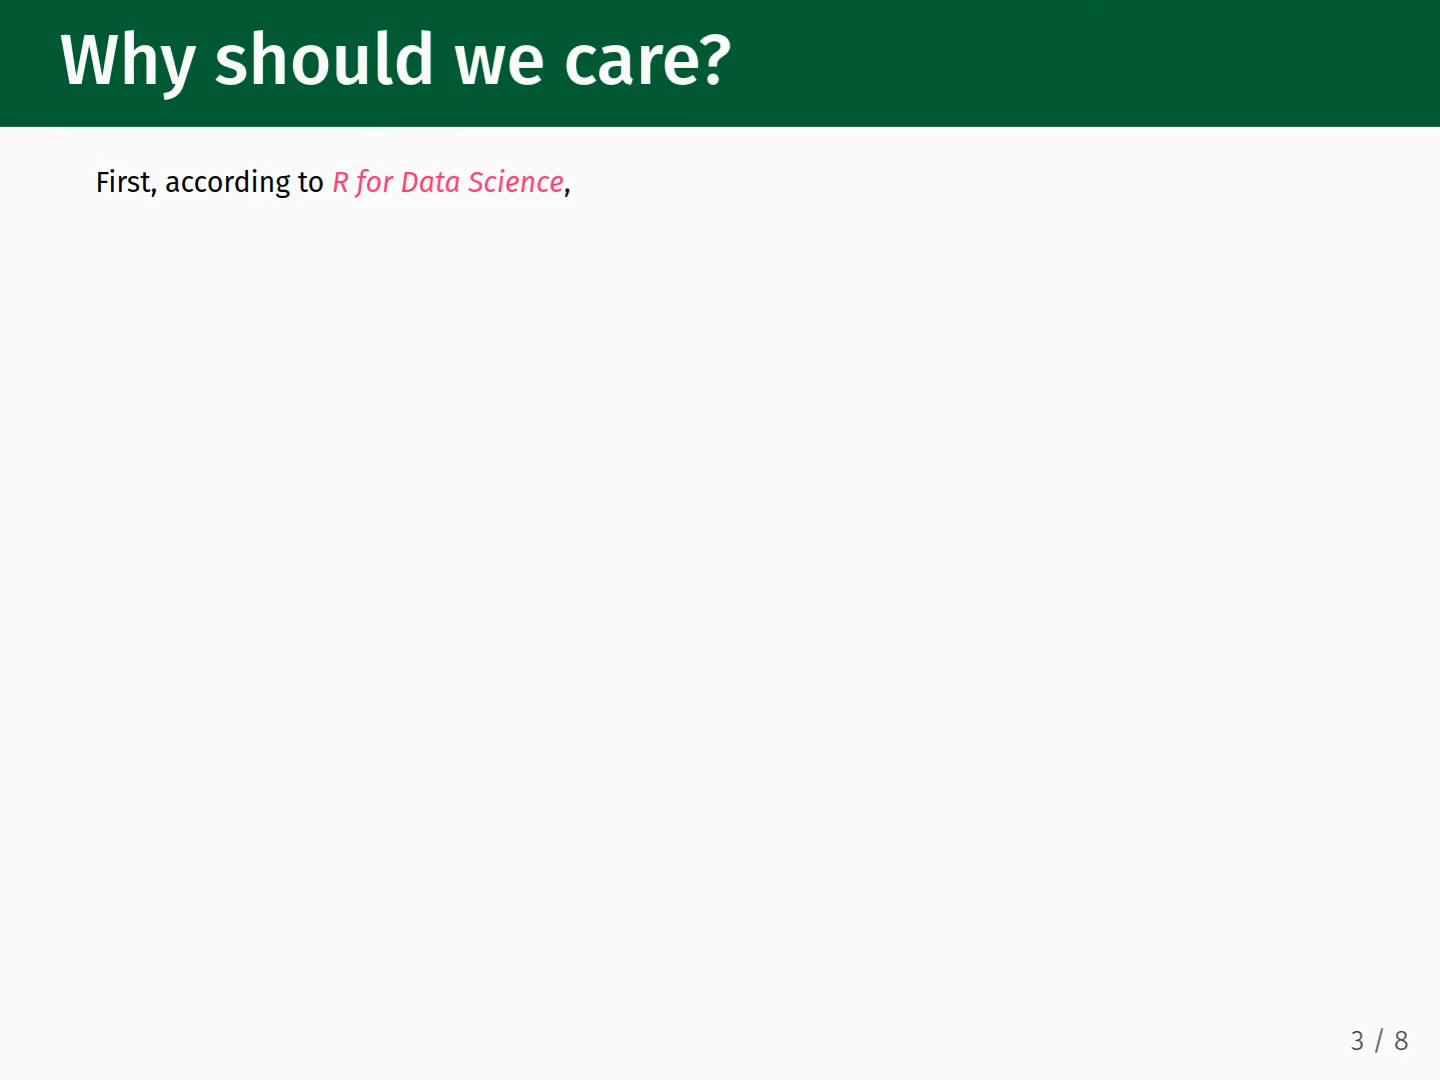 Why should we care?
First, according to R for Data Science,
3 / 8